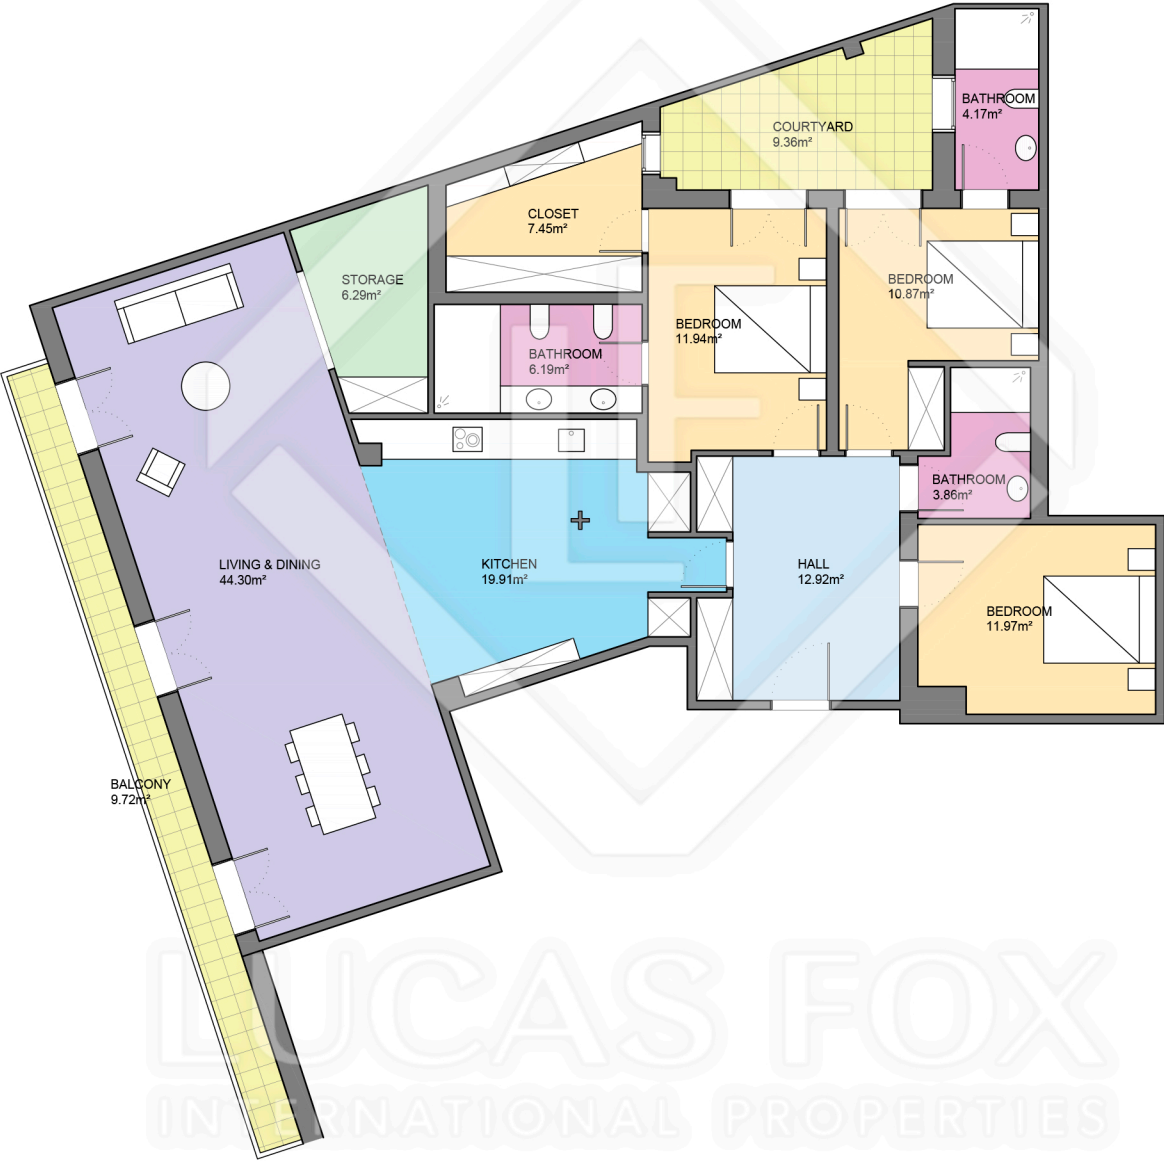 BATHROOM
4.17m²
COURTYARD
9.36m²
CLOSET
7.45m²
STORAGE
6.29m²
BEDROOM
10.87m²
BEDROOM
11.94m²
BATHROOM
6.19m²
BATHROOM
3.86m²
LIVING & DINING
44.30m²
KITCHEN
19.91m²
HALL
12.92m²
BEDROOM
11.97m²
BALCONY
9.72m²
LUCAS FOX
INTERNATIONAL PROPERTIES